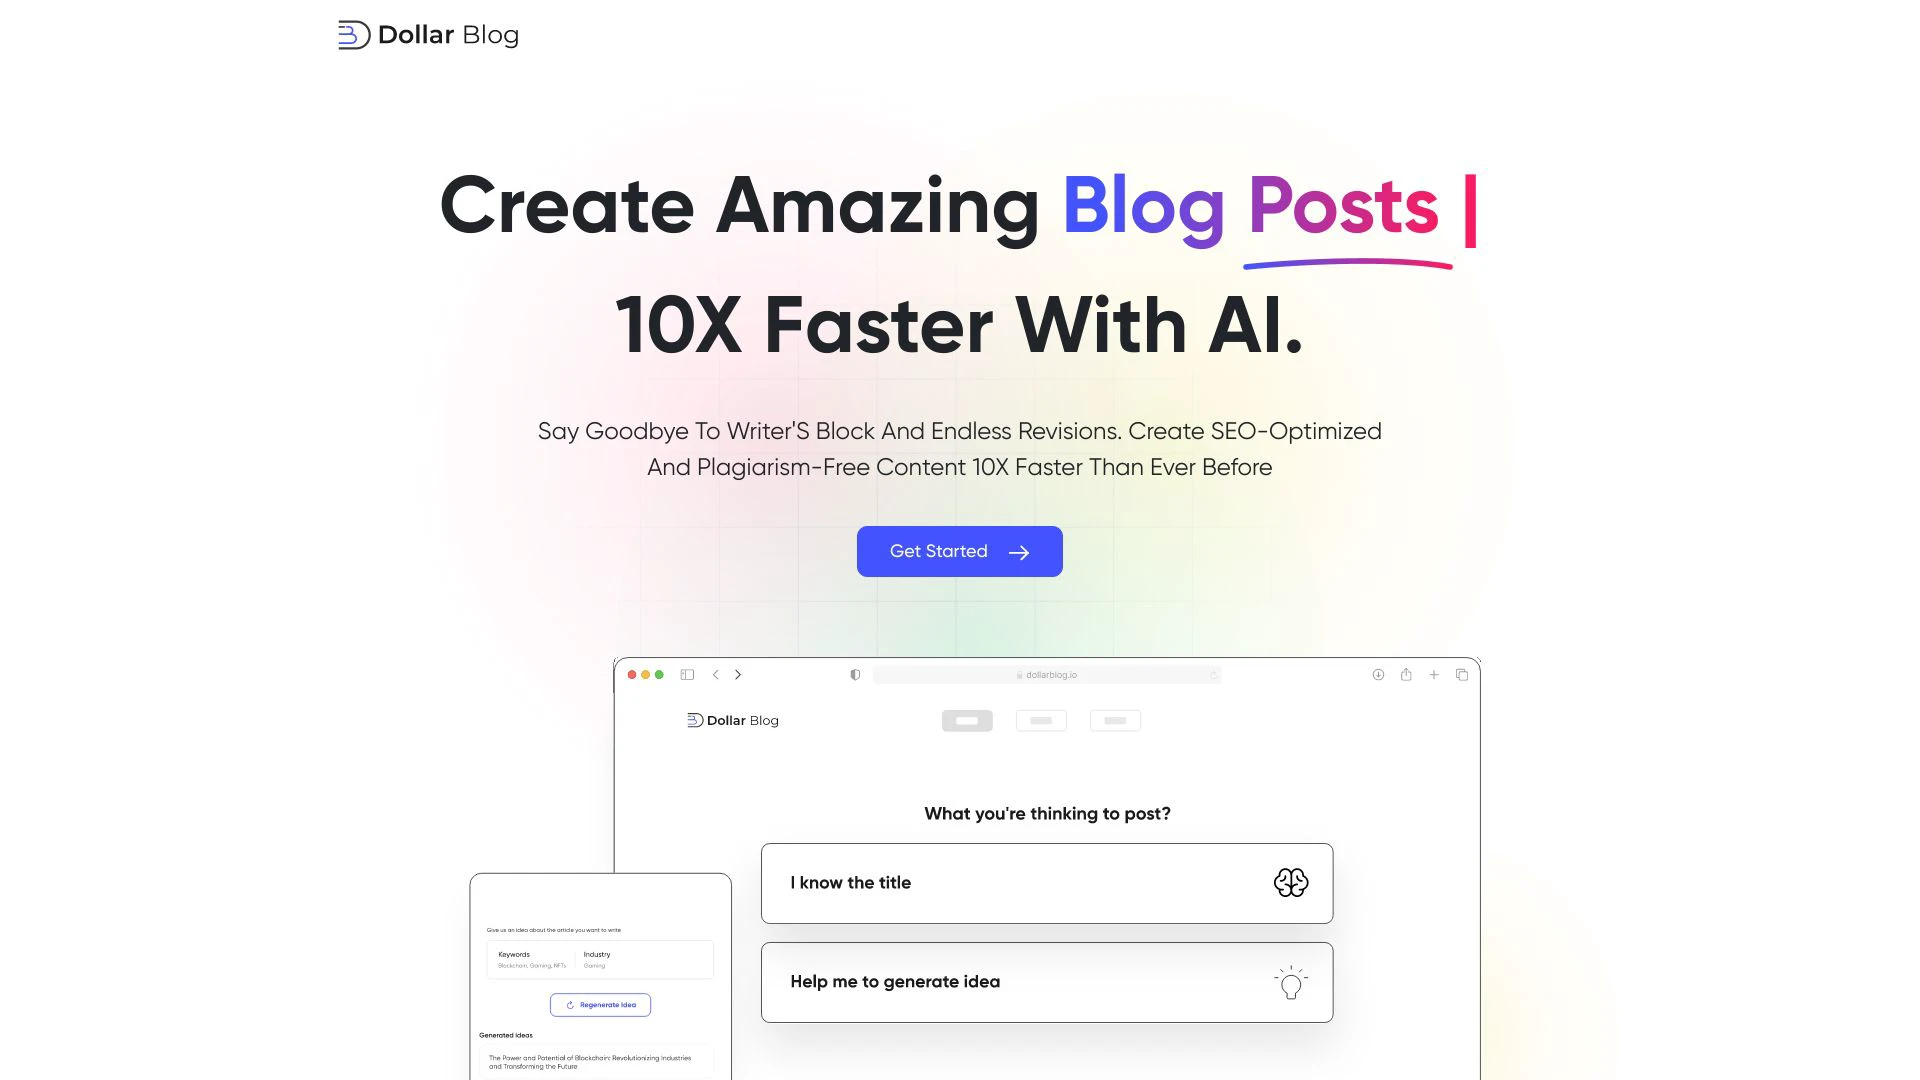 Dollar Blog
Create Amazing Blog Posts |
10X Faster With AI.
Say Goodbye To Writer'S Block And Endless Revisions. Create SEO-Optimized
And Plagiarism-Free Content 10X Faster Than Ever Before
Get Started
dollarblog.io
Dollar Blog
What you're thinking to post?
I know the title
Help me to generate idea
Give us an idea about the article you want to write
Keywords Industry
Blockchain, Gaming, NFTs Gaming
Regenerate Idea
Generated ideas
The Power and Potential of Blockchain: Revolutionizing Industries
and Transforming the Future